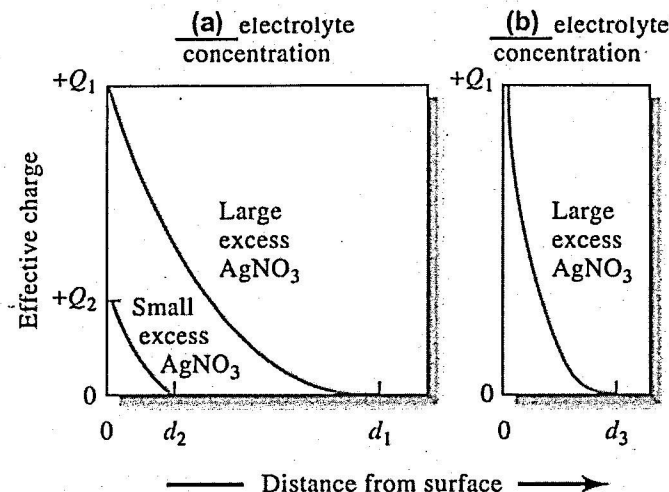 (a) electrolyte
concentration
(b) electrolyte
concentration
+Q1
Large
excess
AgNO3
+Q2
Small
excess
AgNO3
0
0
d2
d1
Effective charge
+Q1
Large
excess
AgNO3
0
0
d3
Distance from surface